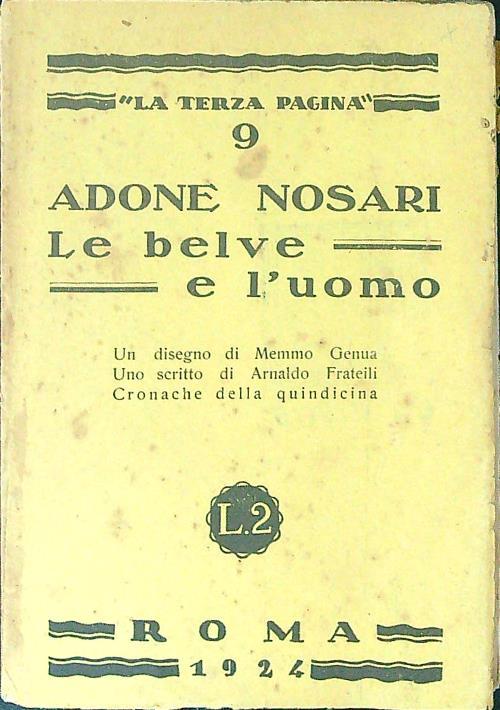 "LA TERZA PAGINA"
9
ADONE NOSARI
Le belve
e l'uomo
Un disegno di Memmo Genua
Uno scritto di Arnaldo Frateili
Cronache della quindicina
L.2
ROMA
1924